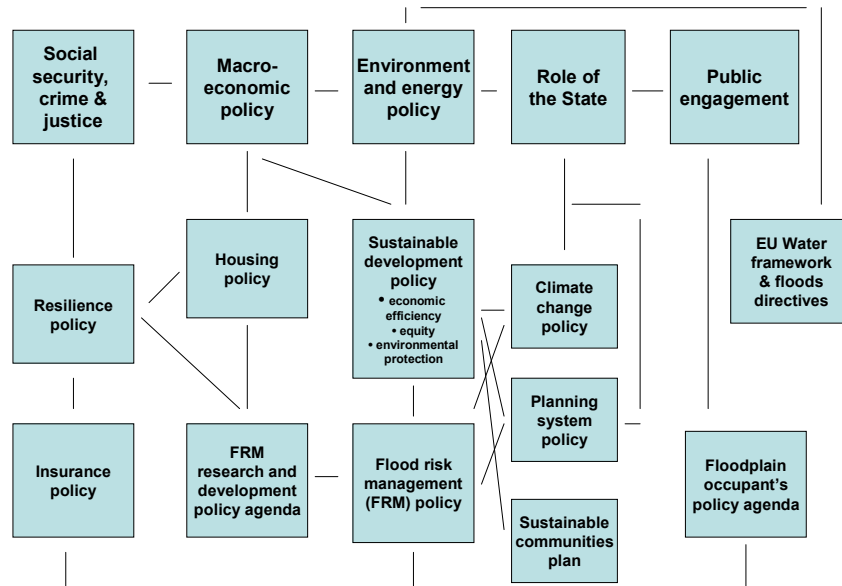 Social
security,
crime &
justice
Macro-
economic
policy
Environment
and energy
policy
Role of
the State
Public
engagement
Resilience
policy
Housing
policy
Sustainable
development
policy
• economic
efficiency
• equity
• environmental
protection
Climate
change
policy
EU Water
framework
& floods
directives
Planning
system
policy
Insurance
policy
FRM
research and
development
policy agenda
Flood risk
management
(FRM) policy
Sustainable
communities
plan
Floodplain
occupant's
policy agenda